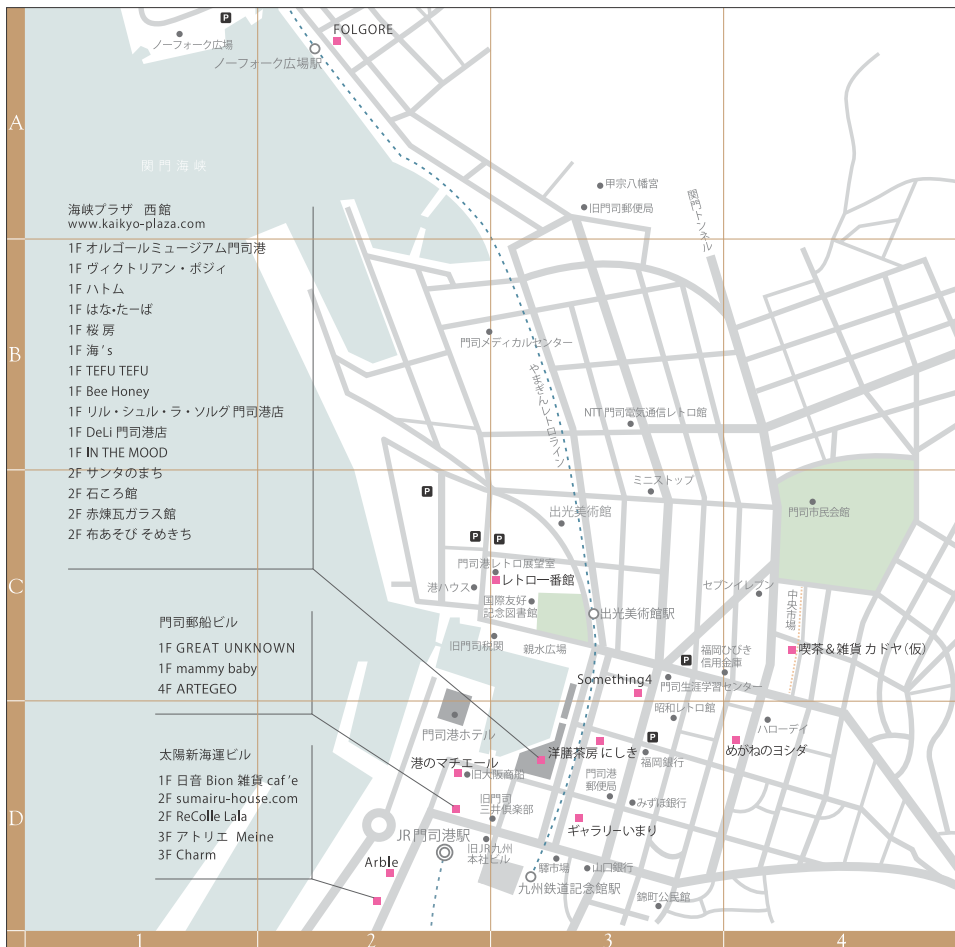 FOLGORE
P
ノーフォーク広場
ノーフォーク広場駅
A
関門海峡
甲宗八幡宮
旧門司郵便局
関門トンネル
海峡プラザ 西館
www.kaikyo-plaza.com
1F オルゴールミュージアム門司港
1F ヴィクトリアン・ポジィ
1F ハトム
1F はな・たーば
1F 桜房
1F 海's
1F TEFU TEFU
1F Bee Honey
1F リル・シュル・ラ・ソルグ 門司港店
1F DeLi 門司港店
1F IN THE MOOD
2F サンタのまち
2F 石ころ館
2F 赤煉瓦ガラス館
2F 布あそび そめきち
B
門司メディカルセンター
やまぎんレトロライン
NTT 門司電気通信レトロ館
ミニストップ
P
出光美術館
門司市民会館
P
P
門司港レトロ展望室
レトロ一番館
港ハウス
国際友好
記念図書館
セブンイレブン
中央市場
C
出光美術館駅
旧門司税関
親水広場
福岡ひびき
信用金庫
喫茶&雑貨 カドヤ(仮)
P
門司生涯学習センター
門司郵船ビル
1F GREAT UNKNOWN
1F mammy baby
4F ARTEGEO
Something4
昭和レトロ館
ハローデイ
門司港ホテル
P
めがねのヨシダ
洋膳茶房 にしき
福岡銀行
港のマチエール
旧大阪商船
門司港
郵便局
みずほ銀行
旧門司
三井倶楽部
ギャラリーいまり
太陽新海運ビル
1F 日音 Bion 雑貨 caf'e
2F sumairu-house.com
2F ReColle Lala
3F アトリエ Meine
3F Charm
D
JR門司港駅
旧JR九州
本社ビル
Arble
驛市場
山口銀行
九州鉄道記念館駅
錦町公民館
1
2
3
4